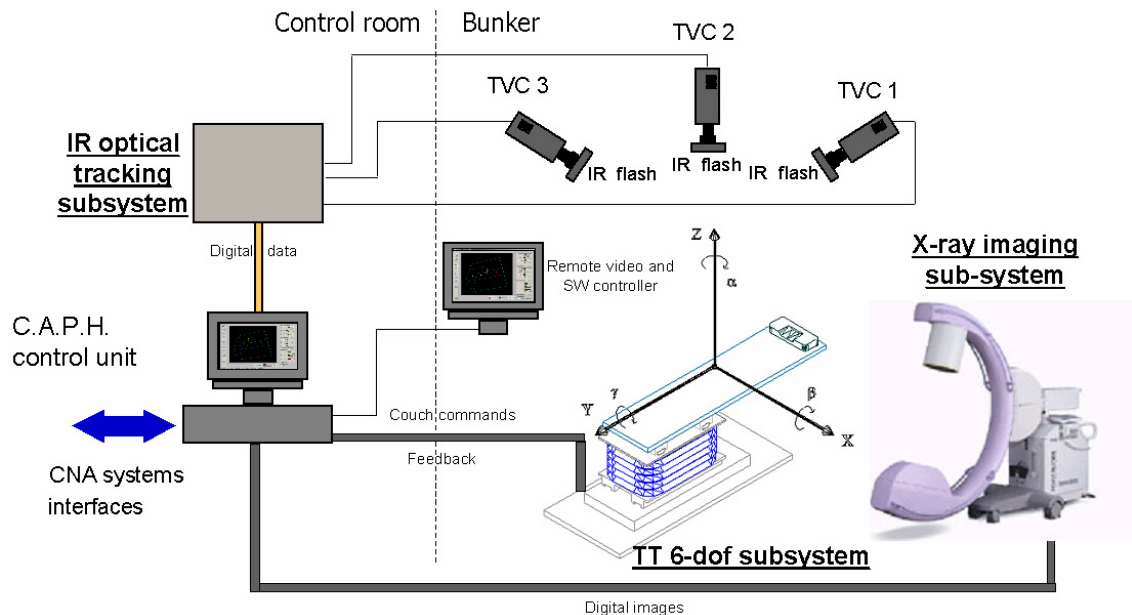 Control room
Bunker
TVC 2
TVC 3
TVC 1
IR optical
tracking
subsystem
IR flash
IR flash
IR flash
Digital data
Remote video and
SW controller
Z
α
X-ray imaging
sub-system
C.A.P.H.
control unit
γ
Y
β
X
Couch commands
Feedback
CNA systems
interfaces
TT 6-dof subsystem
Digital images